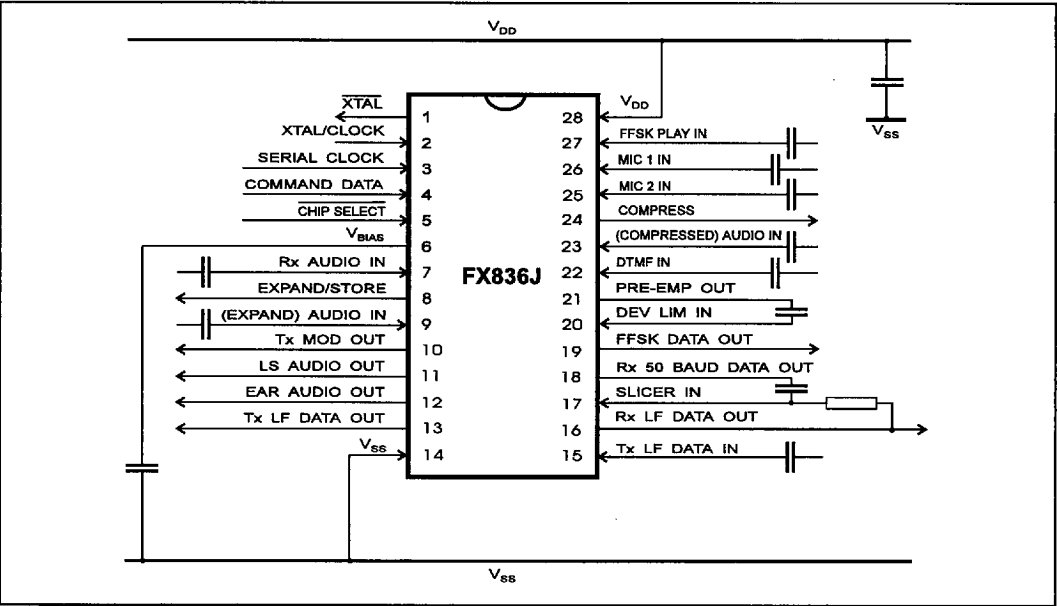 VDD
XTAL
1
XTAL/CLOCK
2
SERIAL CLOCK
3
COMMAND DATA
4
CHIP SELECT
5
VBIAS
6
Rx AUDIO IN
7
EXPAND/STORE
8
(EXPAND) AUDIO IN
9
Tx MOD OUT
10
LS AUDIO OUT
11
EAR AUDIO OUT
12
Tx LF DATA OUT
13
VSS
14
FX836J
28
VDD
27
FFSK PLAY IN
26
MIC 1 IN
25
MIC 2 IN
24
COMPRESS
23
(COMPRESSED) AUDIO IN
22
DTMF IN
21
PRE-EMP OUT
20
DEV LIM IN
19
FFSK DATA OUT
18
Rx 50 BAUD DATA OUT
17
SLICER IN
16
Rx LF DATA OUT
15
Tx LF DATA IN
VSS
VSS